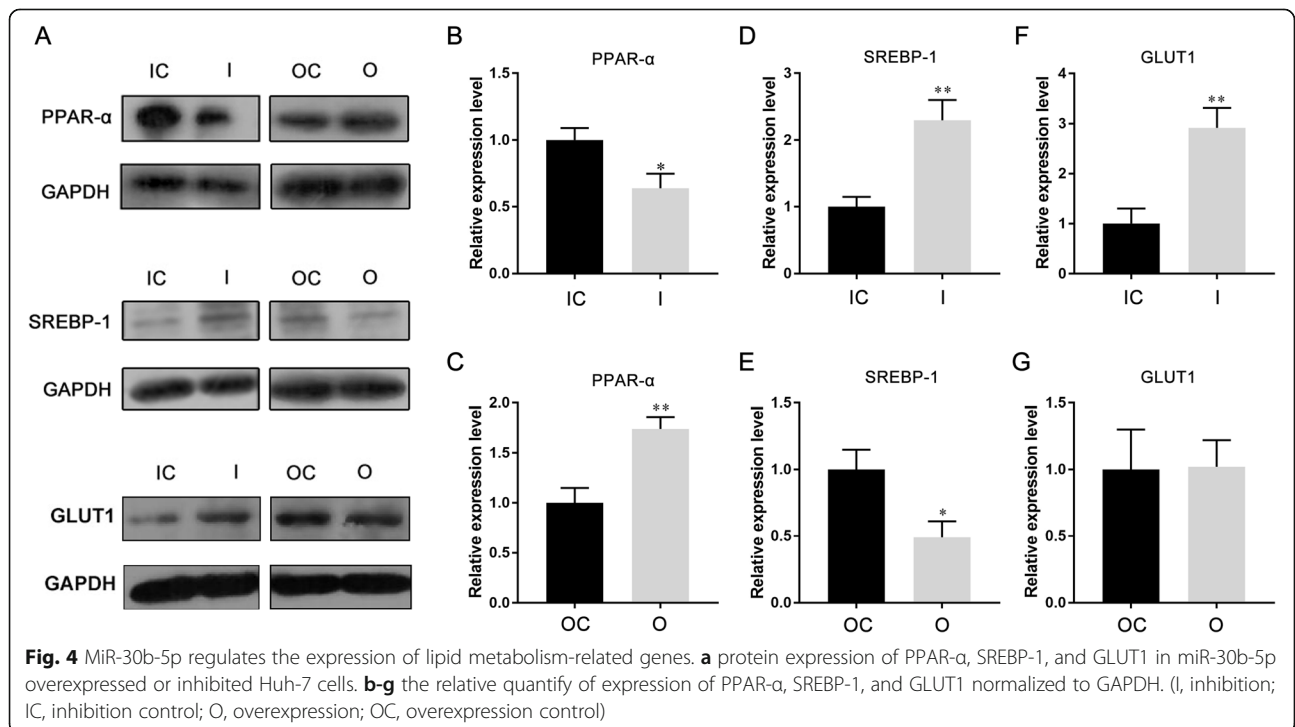 A
IC I OC O
PPAR-α
GAPDH
IC I OC O
SREBP-1
GAPDH
IC I OC O
GLUT1
GAPDH
B
PPAR-α
Relative expression level
1.5
1.0
0.5
0.0
*
IC I
C
PPAR-α
Relative expression level
2.0
1.5
1.0
0.5
0.0
**
OC O
D
SREBP-1
Relative expression level
3
2
1
0
**
IC I
E
SREBP-1
Relative expression level
1.5
1.0
0.5
0.0
*
OC O
F
GLUT1
Relative expression level
4
3
2
1
0
**
IC I
G
GLUT1
Relative expression level
1.5
1.0
0.5
0.0
OC O
Fig. 4 MiR-30b-5p regulates the expression of lipid metabolism-related genes. a protein expression of PPAR-α, SREBP-1, and GLUT1 in miR-30b-5p
overexpressed or inhibited Huh-7 cells. b-g the relative quantify of expression of PPAR-α, SREBP-1, and GLUT1 normalized to GAPDH. (I, inhibition;
IC, inhibition control; O, overexpression; OC, overexpression control)